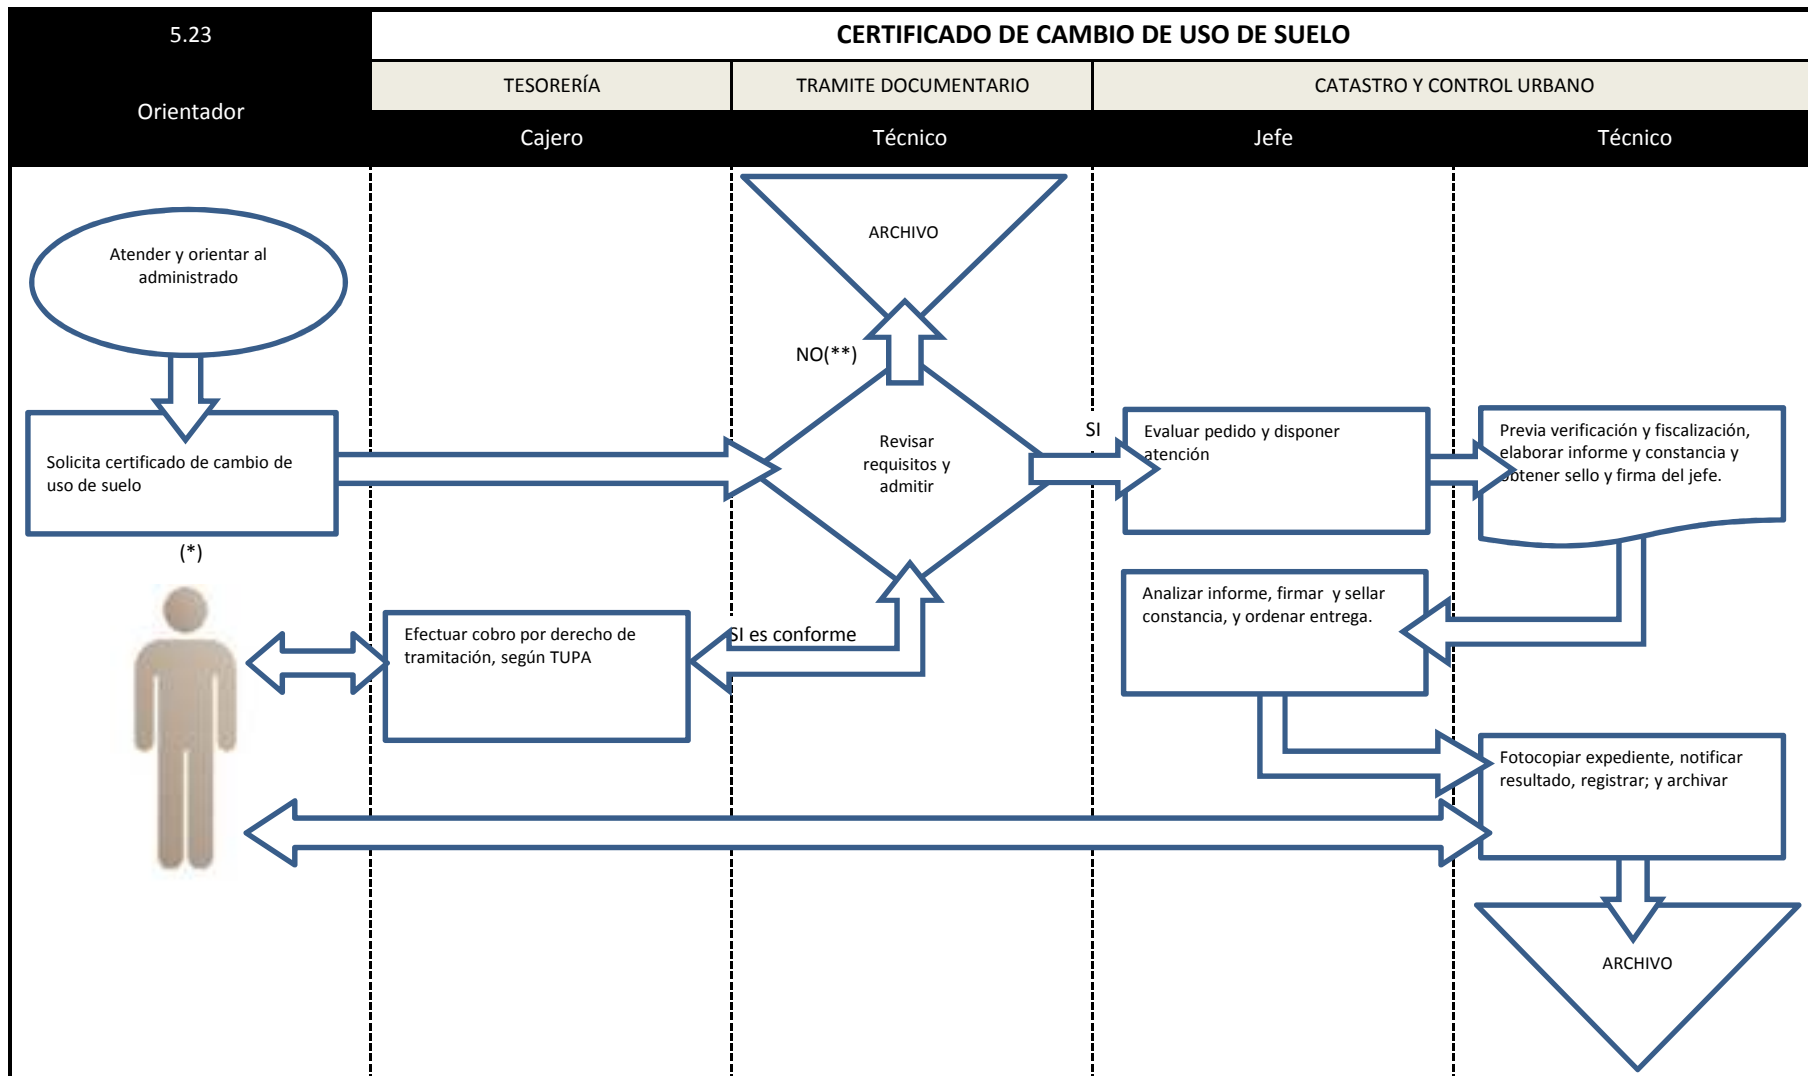 5.23
Orientador
CERTIFICADO DE CAMBIO DE USO DE SUELO
TESORERÍA
TRAMITE DOCUMENTARIO
CATASTRO Y CONTROL URBANO
Cajero
Técnico
Jefe
Técnico
ARCHIVO
Atender y orientar al
administrado
NO(**)
Solicita certificado de cambio de
uso de suelo
(*)
Revisar
requisitos y
admitir
SI
Evaluar pedido y disponer
atención
Previa verificación y fiscalización,
elaborar informe y constancia y
obtener sello y firma del jefe.
Efectuar cobro por derecho de
tramitación, según TUPA
SI es conforme
Analizar informe, firmar y sellar
constancia, y ordenar entrega.
Fotocopiar expediente, notificar
resultado, registrar; y archivar
ARCHIVO